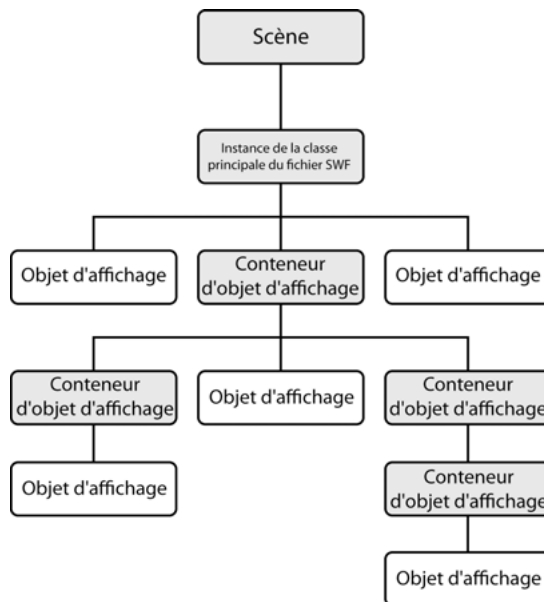 Scène
Instance de la classe
principale du fichier SWF
Objet d'affichage
Conteneur
d'objet d'affichage
Objet d'affichage
Conteneur
d'objet d'affichage
Objet d'affichage
Conteneur
d'objet d'affichage
Objet d'affichage
Conteneur
d'objet d'affichage
Objet d'affichage